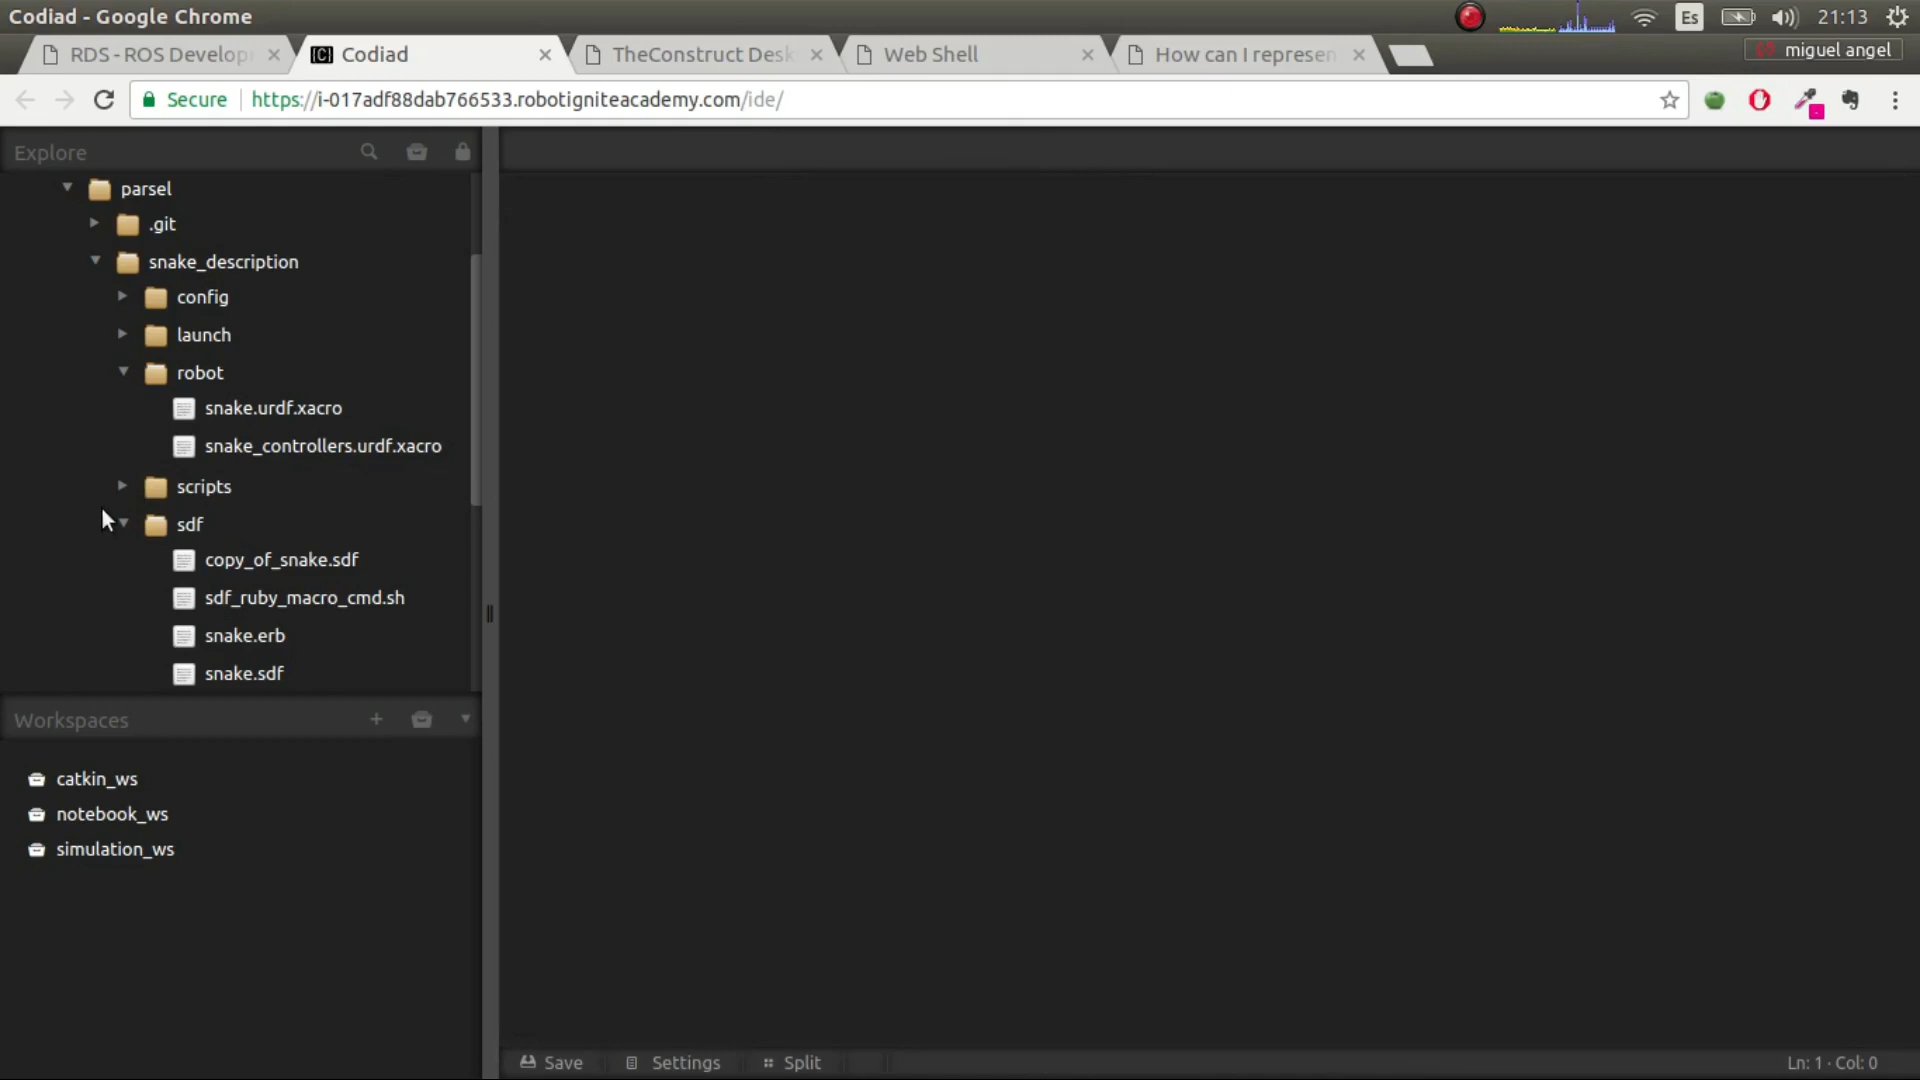 Codiad - Google Chrome
Es
21:13
RDS - ROS Develop
Codiad
TheConstruct Desk
Web Shell
How can I represen
miguel angel
Secure
https://i-017adf88dab766533.robotigniteacademy.com/ide/
Explore
parsel
.git
snake_description
config
launch
robot
snake.urdf.xacro
snake_controllers.urdf.xacro
scripts
sdf
copy_of_snake.sdf
sdf_ruby_macro_cmd.sh
snake.erb
snake.sdf
Workspaces
catkin_ws
notebook_ws
simulation_ws
Save
Settings
Split
Ln: 1 · Col: 0